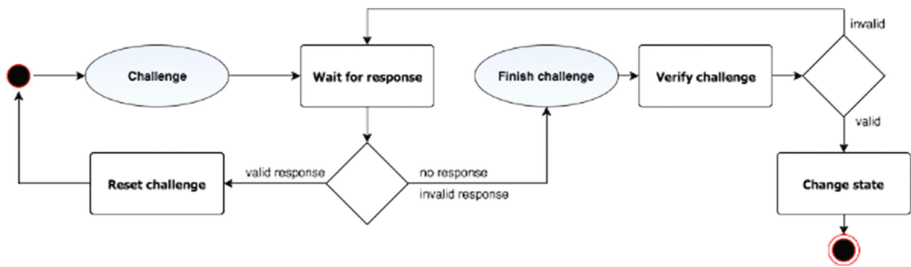 invalid
Challenge
Wait for response
Finish challenge
Verify challenge
valid
Reset challenge
valid response
no response
invalid response
Change state